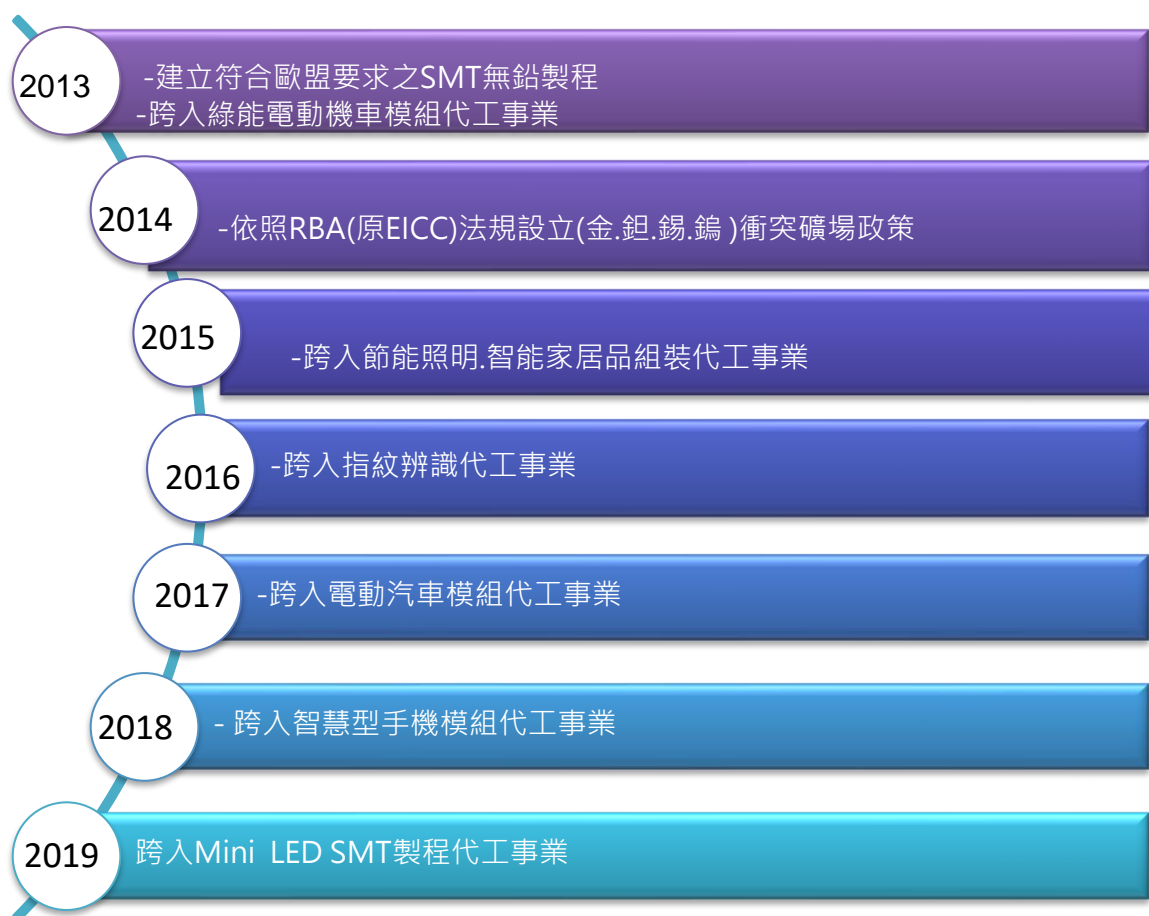 2013
-建立符合歐盟要求之SMT無鉛製程
-跨入綠能電動機車模組代工事業
2014
-依照RBA(原EICC)法規設立(金.鉭.錫.鎢 )衝突礦場政策
2015
-跨入節能照明.智能家居品組裝代工事業
2016
-跨入指紋辨識代工事業
2017
-跨入電動汽車模組代工事業
2018
- 跨入智慧型手機模組代工事業
2019
跨入Mini LED SMT製程代工事業